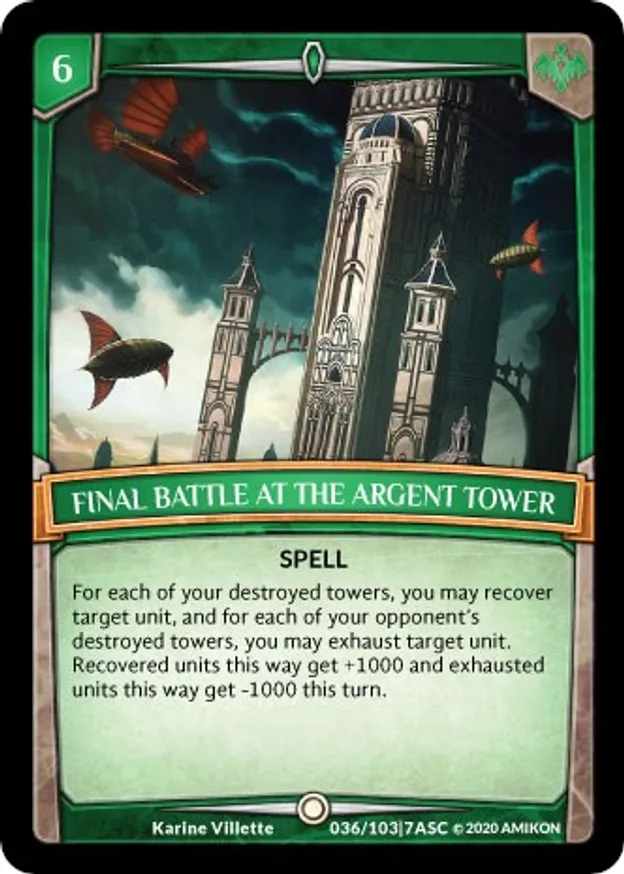 6
FINAL BATTLE AT THE ARGENT TOWER
SPELL
For each of your destroyed towers, you may recover
target unit, and for each of your opponent's
destroyed towers, you may exhaust target unit.
Recovered units this way get +1000 and exhausted
units this way get -1000 this turn.
Karine Villette 036/103|7ASC © 2020 AMIKON